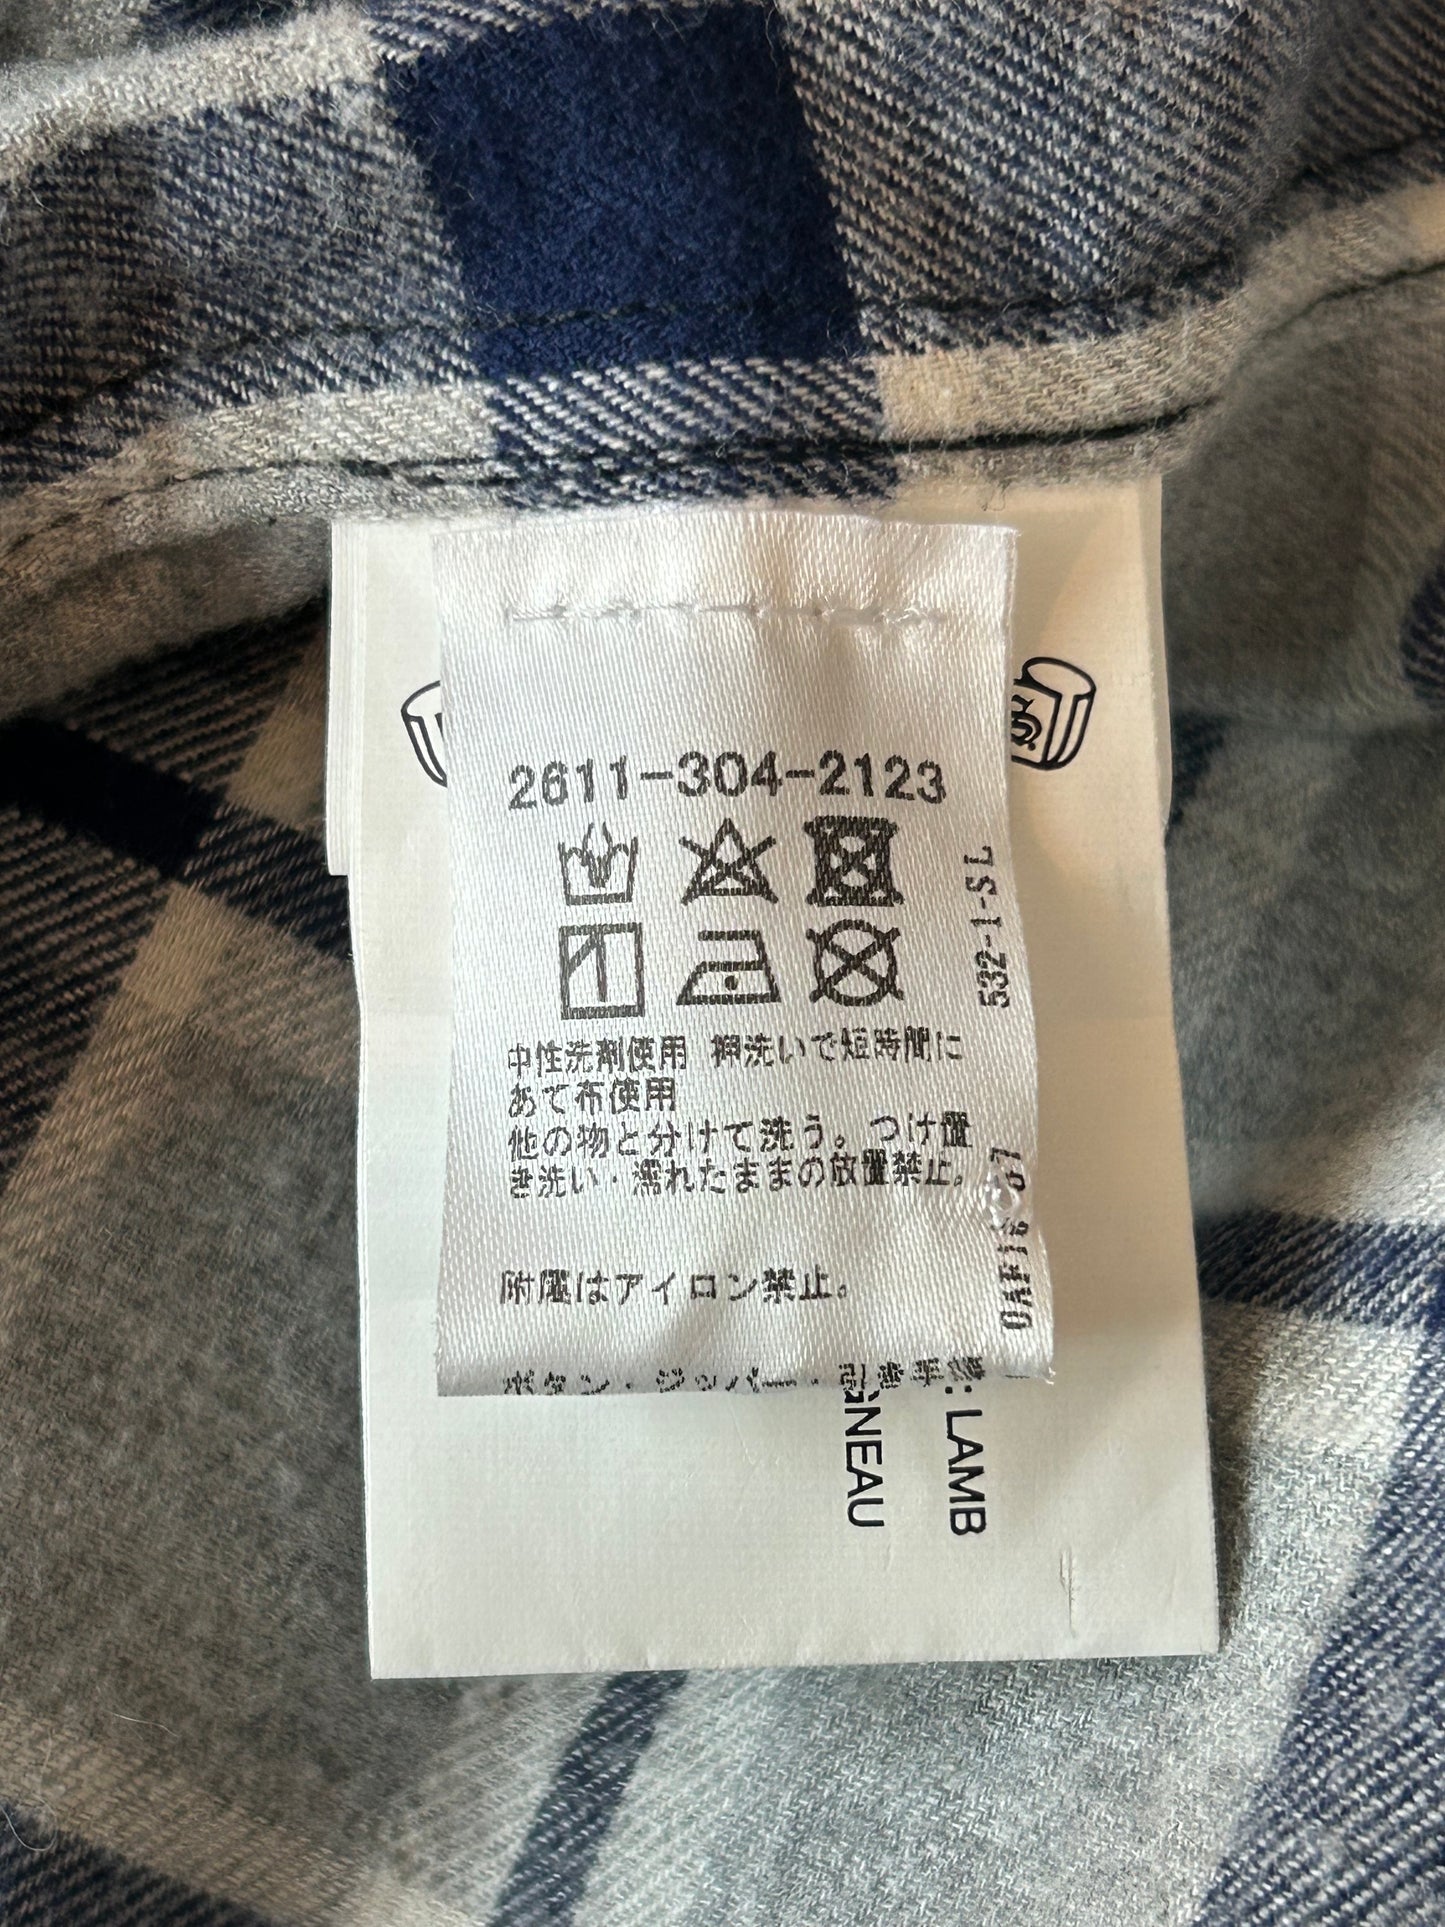 2611-304-2123
532-1-SL
中性洗剤使用 押洗いで短時間に
あて布使用
他の物と分けて洗う。つけ置
き洗い・濡れたままの放置禁止。
附属はアイロン禁止。
: LAMB
GNEAU